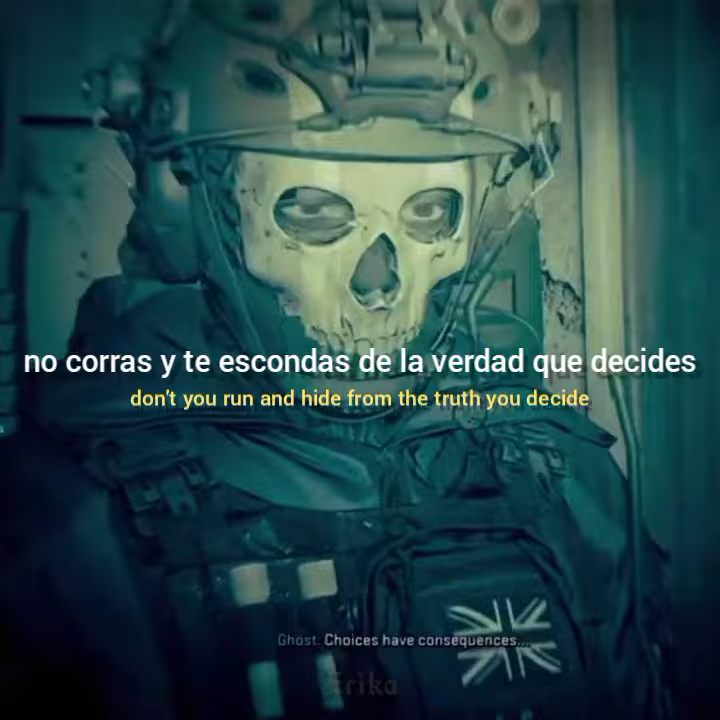 no corras y te escondas de la verdad que decides
don't you run and hide from the truth you decide
Ghost: Choices have consequences...
Erika